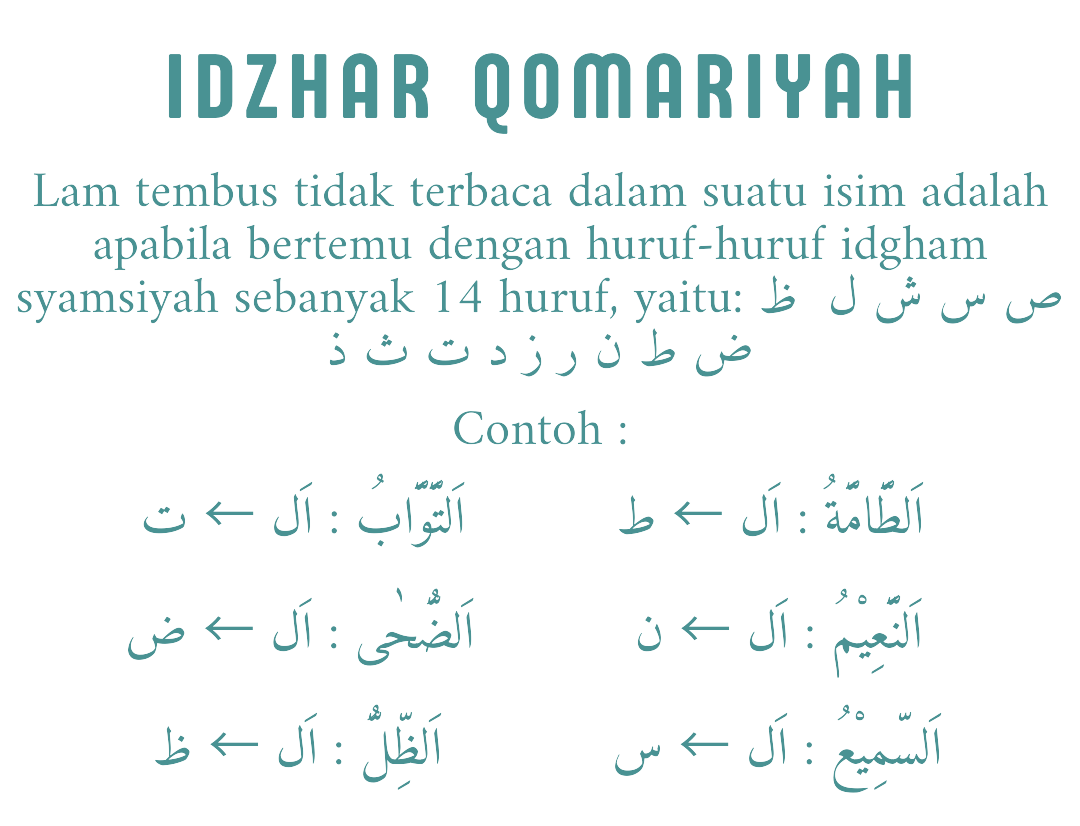 IDZHAR QOMARIYAH
Lam tembus tidak terbaca dalam suatu isim adalah
apabila bertemu dengan huruf-huruf idgham
syamsiyah sebanyak 14 huruf, yaitu: ص س ش ل ظ
ض ط ن ر ز د ت ث ذ
Contoh :
اَلطَّامَّةُ : اَل ← ط
اَلتَّوَّابُ : اَل ← ت
اَلنَّعِيْمُ : اَل ← ن
اَلضُّحٰى : اَل ← ض
اَلسَّمِيْعُ : اَل ← س
اَلظِّلُّ : اَل ← ظ